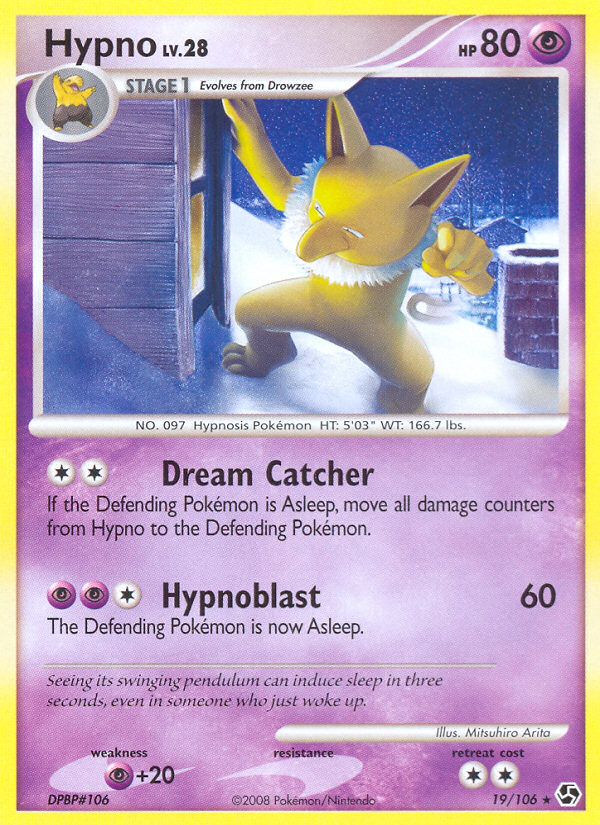 Hypno LV.28
HP 80
STAGE 1 Evolves from Drowzee
NO. 097 Hypnosis Pokémon HT: 5'03" WT: 166.7 lbs.
Dream Catcher
If the Defending Pokémon is Asleep, move all damage counters
from Hypno to the Defending Pokémon.
Hypnoblast 60
The Defending Pokémon is now Asleep.
Seeing its swinging pendulum can induce sleep in three
seconds, even in someone who just woke up.
Illus. Mitsuhiro Arita
weakness resistance retreat cost
+20
DPBP#106 ©2008 Pokémon/Nintendo 19/106 ★